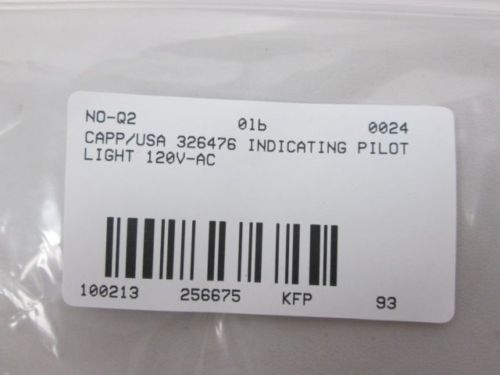 NO-Q2 01b 0024
CAPP/USA 326476 INDICATING PILOT
LIGHT 120V-AC
100213 256675 KFP 93